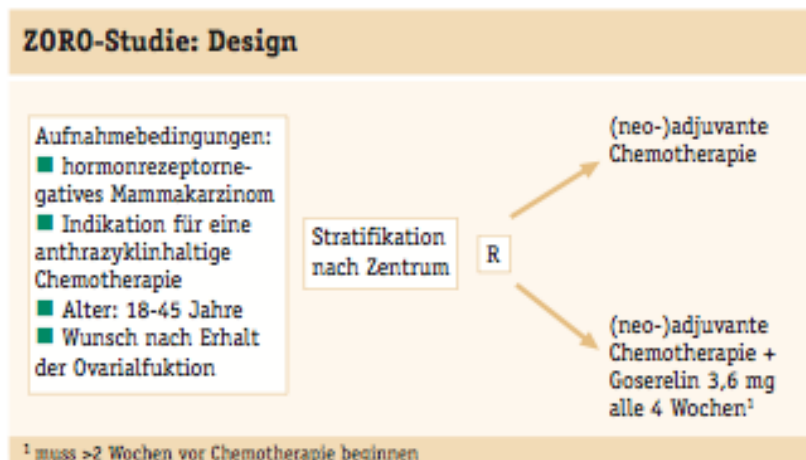 ZORO-Studie: Design
Aufnahmebedingungen:
■ hormonrezeptorne-
gatives Mammakarzinom
■ Indikation für eine
anthrazyklinhaltige
Chemotherapie
■ Alter: 18-45 Jahre
■ Wunsch nach Erhalt
der Ovarialfuktion
Stratifikation
nach Zentrum
R
(neo-)adjuvante
Chemotherapie
(neo-)adjuvante
Chemotherapie +
Goserelin 3,6 mg
alle 4 Wochen¹
¹ muss >2 Wochen vor Chemotherapie beginnen